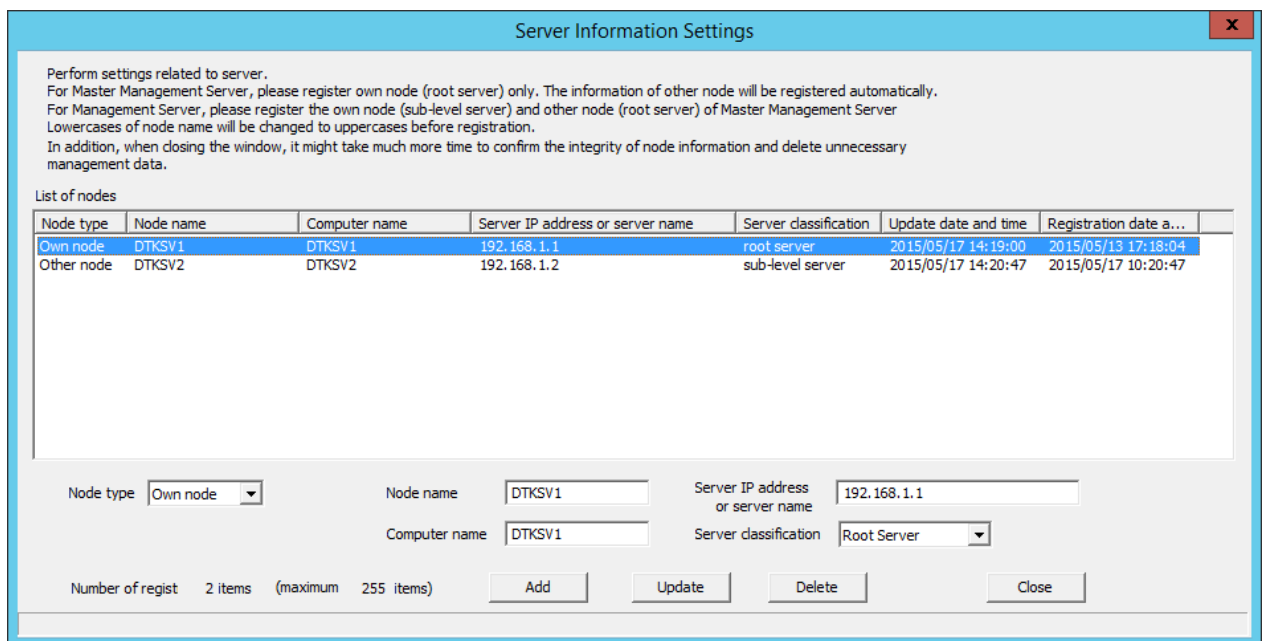 Server Information Settings
x
Perform settings related to server.
For Master Management Server, please register own node (root server) only. The information of other node will be registered automatically.
For Management Server, please register the own node (sub-level server) and other node (root server) of Master Management Server
Lowercases of node name will be changed to uppercases before registration.
In addition, when closing the window, it might take much more time to confirm the integrity of node information and delete unnecessary
management data.
List of nodes
Node type Node name Computer name Server IP address or server name Server classification Update date and time Registration date a...
Own node DTKSV1 DTKSV1 192.168.1.1 root server 2015/05/17 14:19:00 2015/05/13 17:18:04
Other node DTKSV2 DTKSV2 192.168.1.2 sub-level server 2015/05/17 14:20:47 2015/05/17 10:20:47
Node type Own node Node name DTKSV1 Server IP address 192.168.1.1
or server name
Computer name DTKSV1 Server classification Root Server
Number of regist 2 items (maximum 255 items) Add Update Delete Close